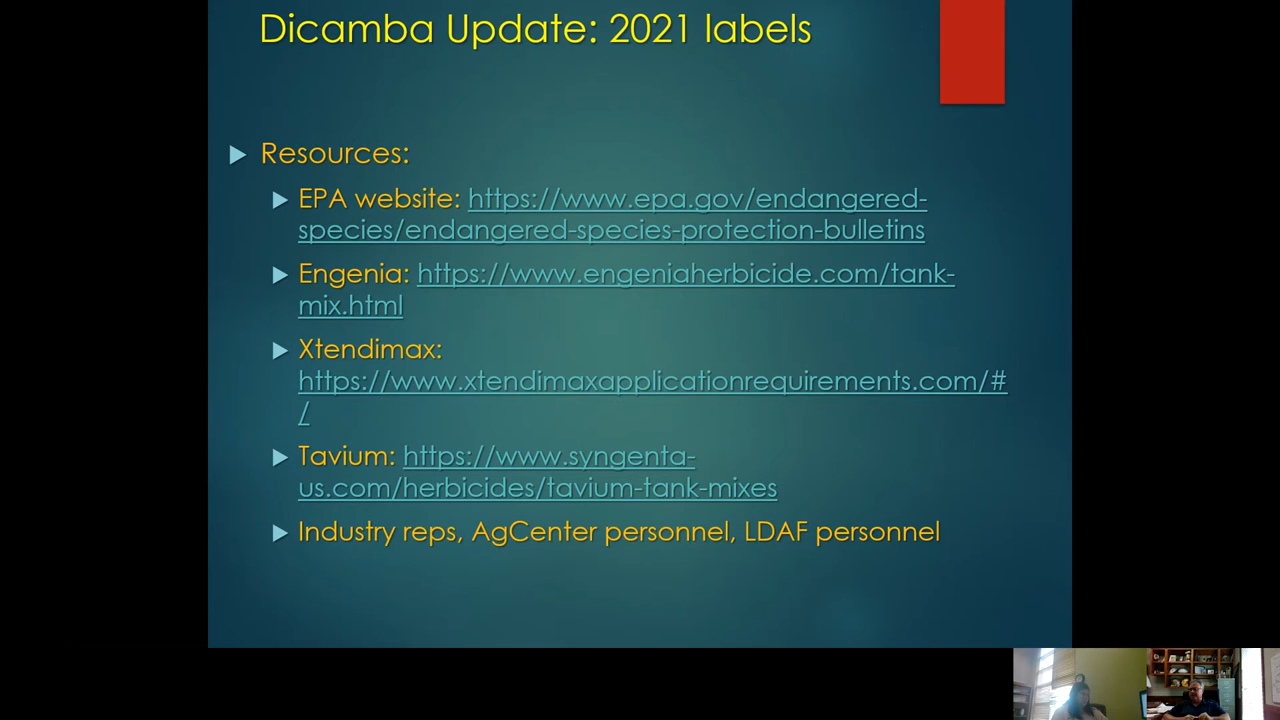 Dicamba Update: 2021 labels
Resources:
EPA website: https://www.epa.gov/endangered-
species/endangered-species-protection-bulletins
Engenia: https://www.engeniaherbicide.com/tank-
mix.html
Xtendimax:
https://www.xtendimaxapplicationrequirements.com/#
/
Tavium: https://www.syngenta-
us.com/herbicides/tavium-tank-mixes
Industry reps, AgCenter personnel, LDAF personnel